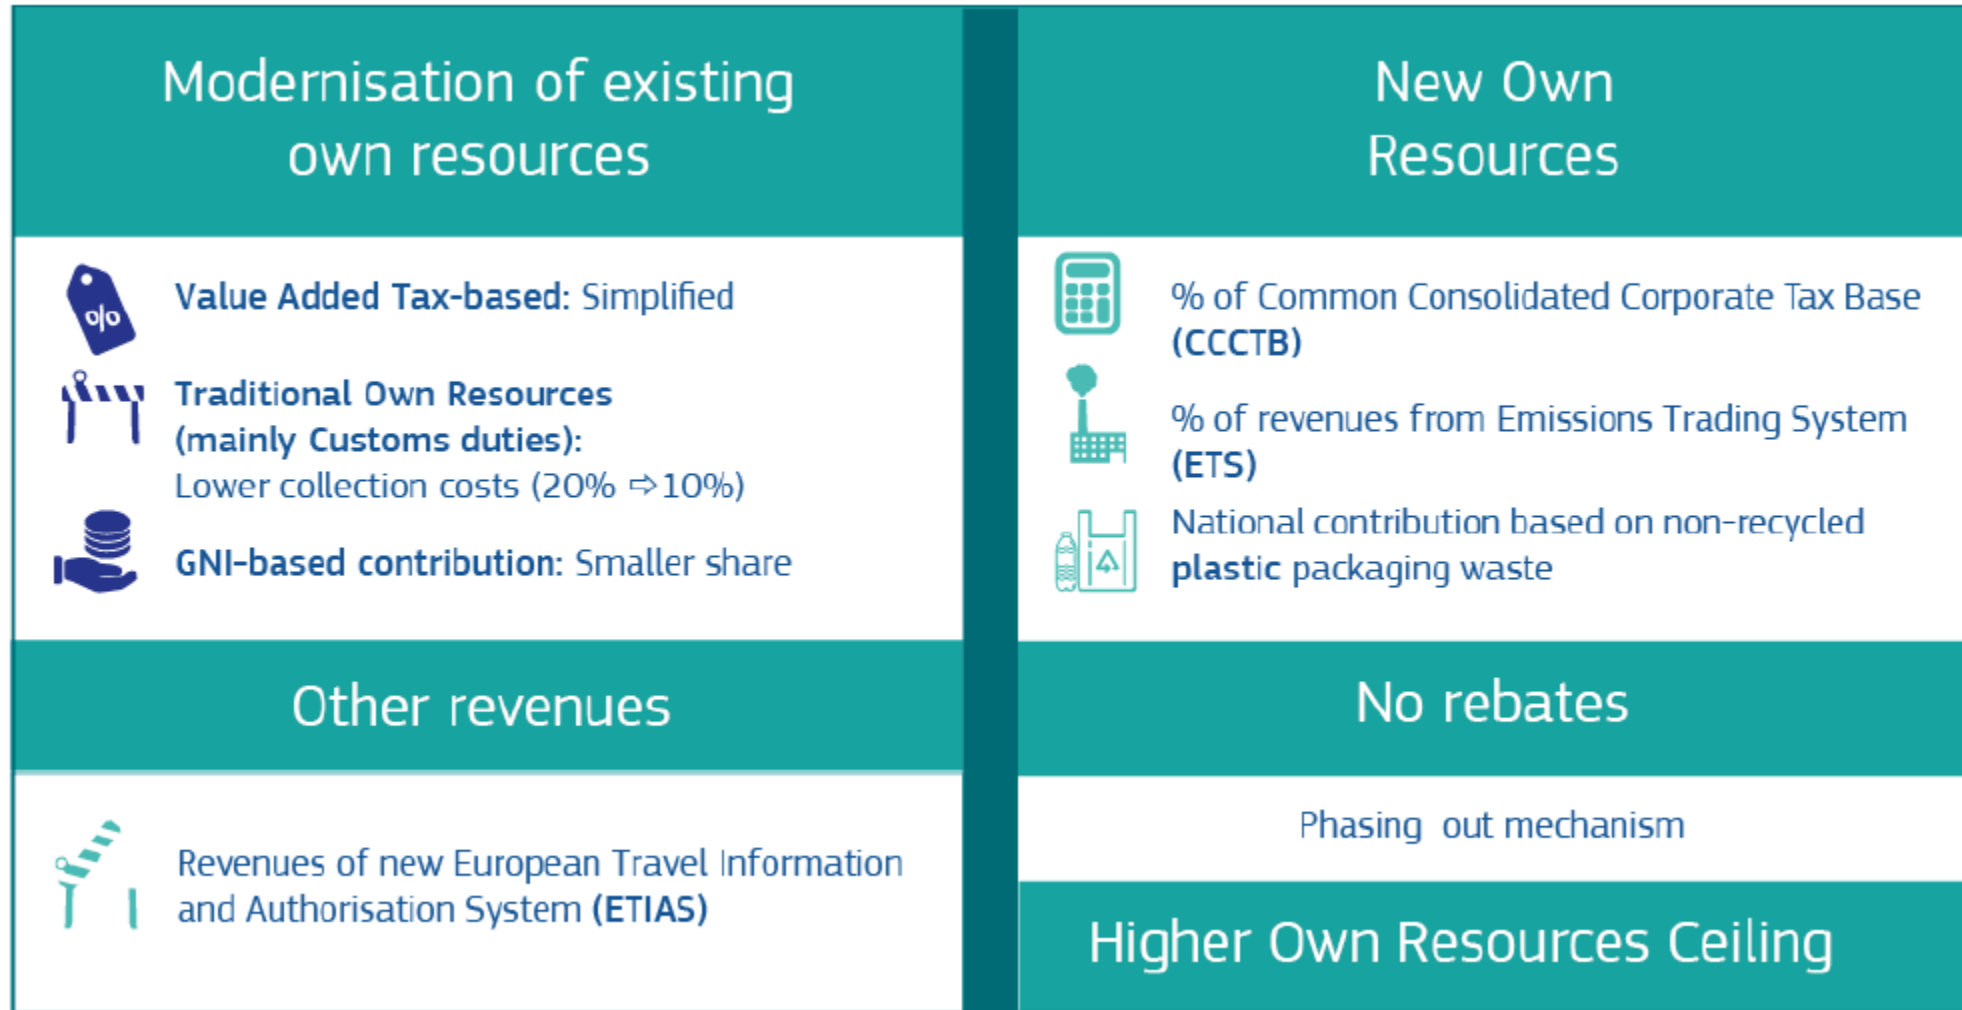 Modernisation of existing
own resources
%
Value Added Tax-based: Simplified
Traditional Own Resources
(mainly Customs duties):
Lower collection costs (20% ⇨10%)
GNI-based contribution: Smaller share
Other revenues
Revenues of new European Travel Information
and Authorisation System (ETIAS)
New Own
Resources
% of Common Consolidated Corporate Tax Base
(CCCTB)
% of revenues from Emissions Trading System
(ETS)
National contribution based on non-recycled
plastic packaging waste
No rebates
Phasing out mechanism
Higher Own Resources Ceiling